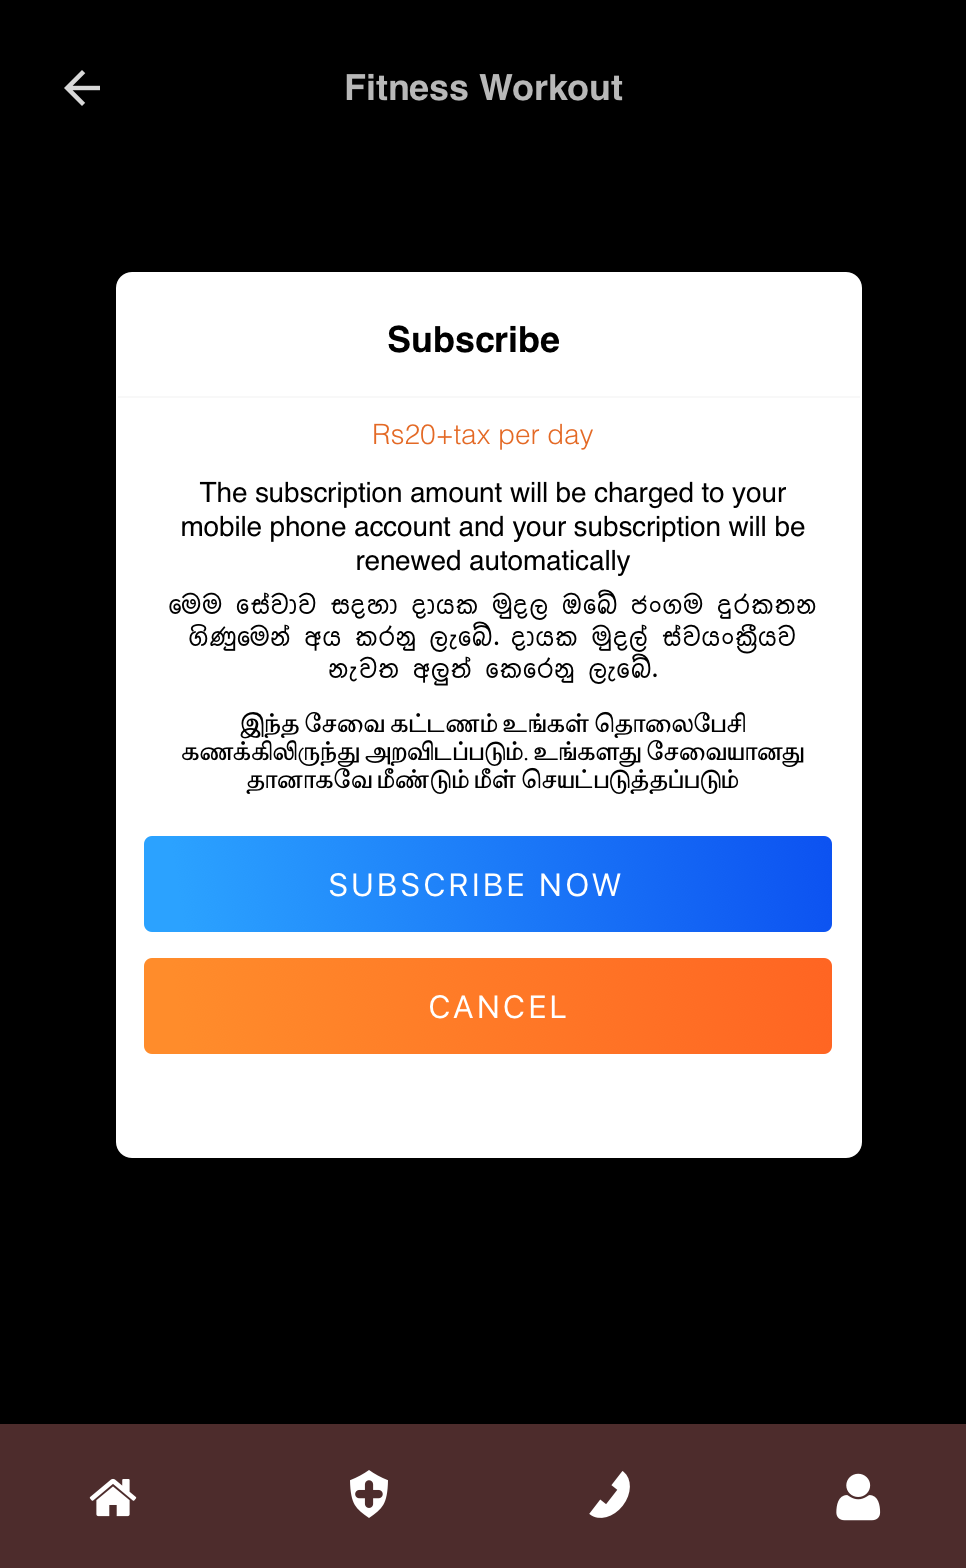 Fitness Workout
Subscribe
Rs20+tax per day
The subscription amount will be charged to your
mobile phone account and your subscription will be
renewed automatically
මෙම සේවාව සඳහා දායක මුදල ඔබේ ජංගම දුරකතන
ගිණුමෙන් අය කරනු ලැබේ. දායක මුදල් ස්වයංක්‍රීයව
නැවත අලුත් කෙරෙනු ලැබේ.
இந்த சேவை கட்டணம் உங்கள் தொலைபேசி
கணக்கிலிருந்து அறவிடப்படும். உங்களது சேவையானது
தானாகவே மீண்டும் மீள் செயட்படுத்தப்படும்
SUBSCRIBE NOW
CANCEL